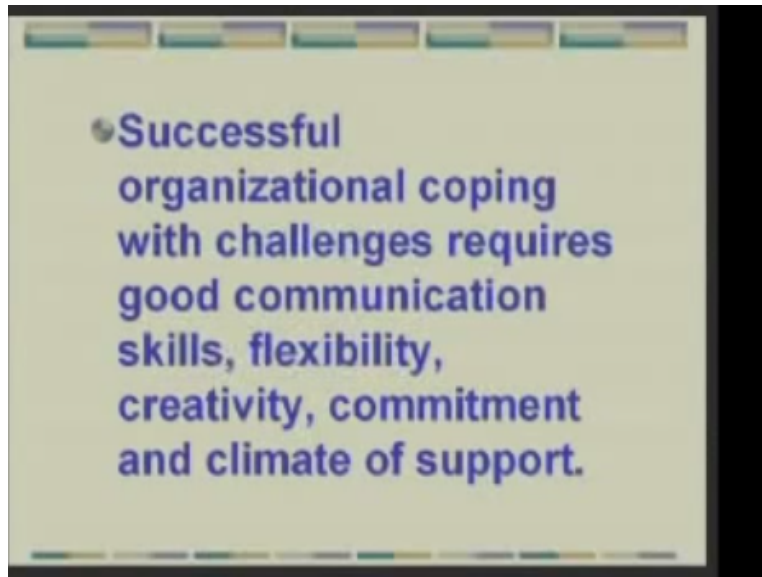 Successful
organizational coping
with challenges requires
good communication
skills, flexibility,
creativity, commitment
and climate of support.